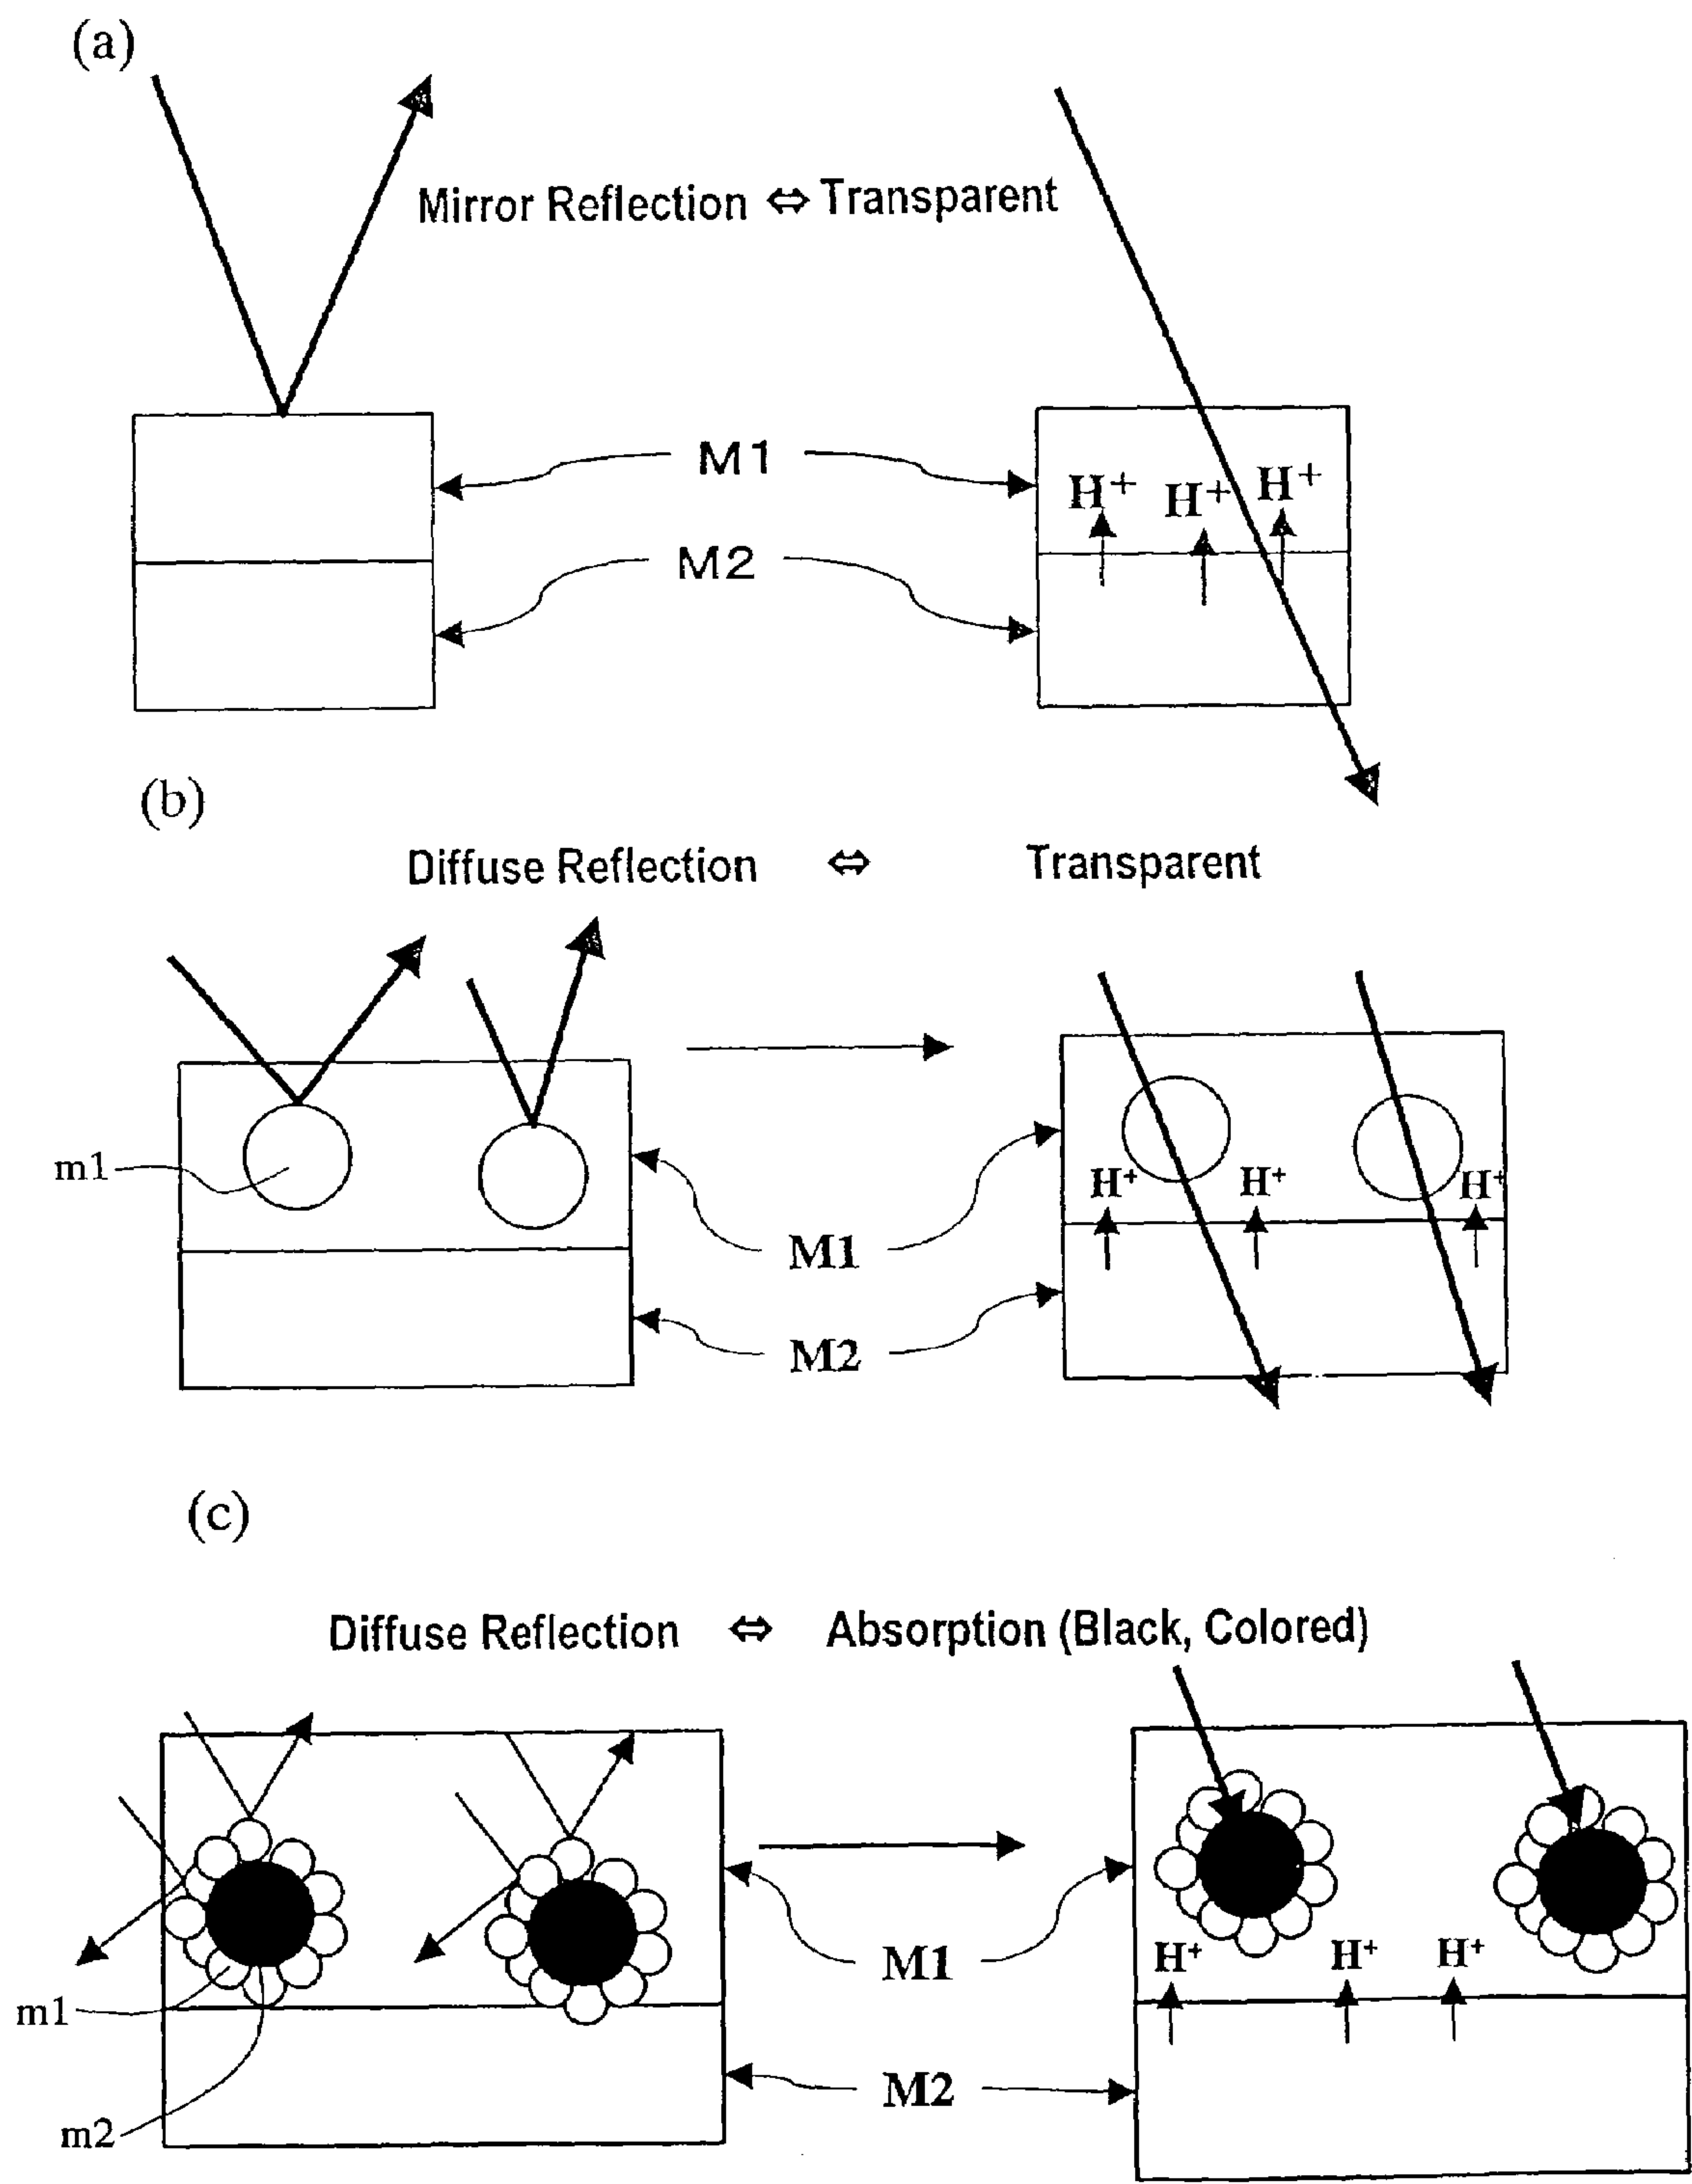 (a)
Mirror Reflection ⇔ Transparent
M1
H+ H+ H+
M2
(b)
Diffuse Reflection ⇔ Transparent
m1
H+ H+ H+
M1
M2
(c)
Diffuse Reflection ⇔ Absorption (Black, Colored)
M1
H+ H+ H+
m1
M2
m2